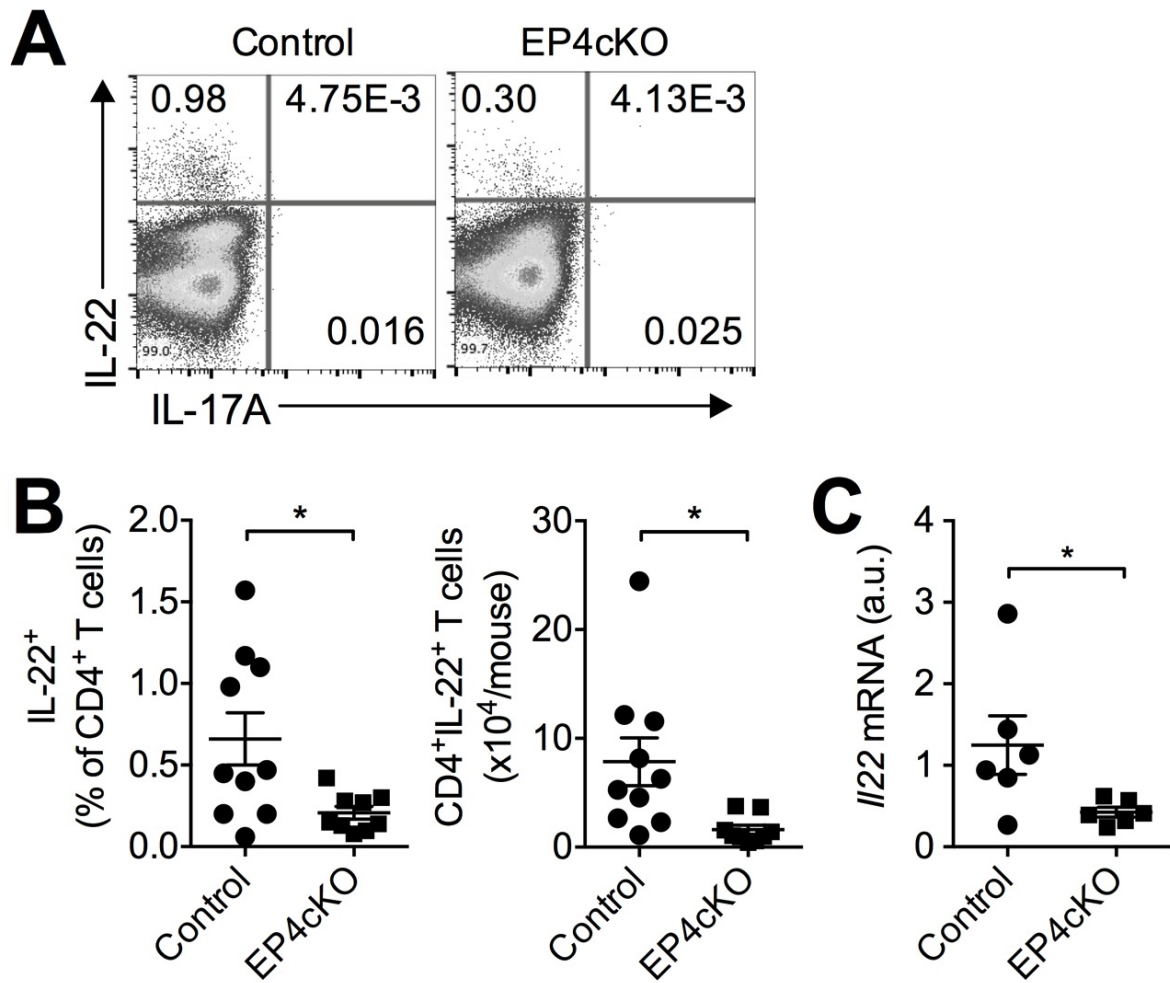 A
Control EP4cKO
0.98 4.75E-3 0.30 4.13E-3
IL-22
99.0 0.016 99.7 0.025
IL-17A
B
IL-22+
(% of CD4+ T cells)
2.0
1.5
1.0
0.5
0.0
*
Control EP4cKO
CD4+IL-22+ T cells
(x10^4/mouse)
30
20
10
0
*
Control EP4cKO
C
Il22 mRNA (a.u.)
4
3
2
1
0
*
Control EP4cKO